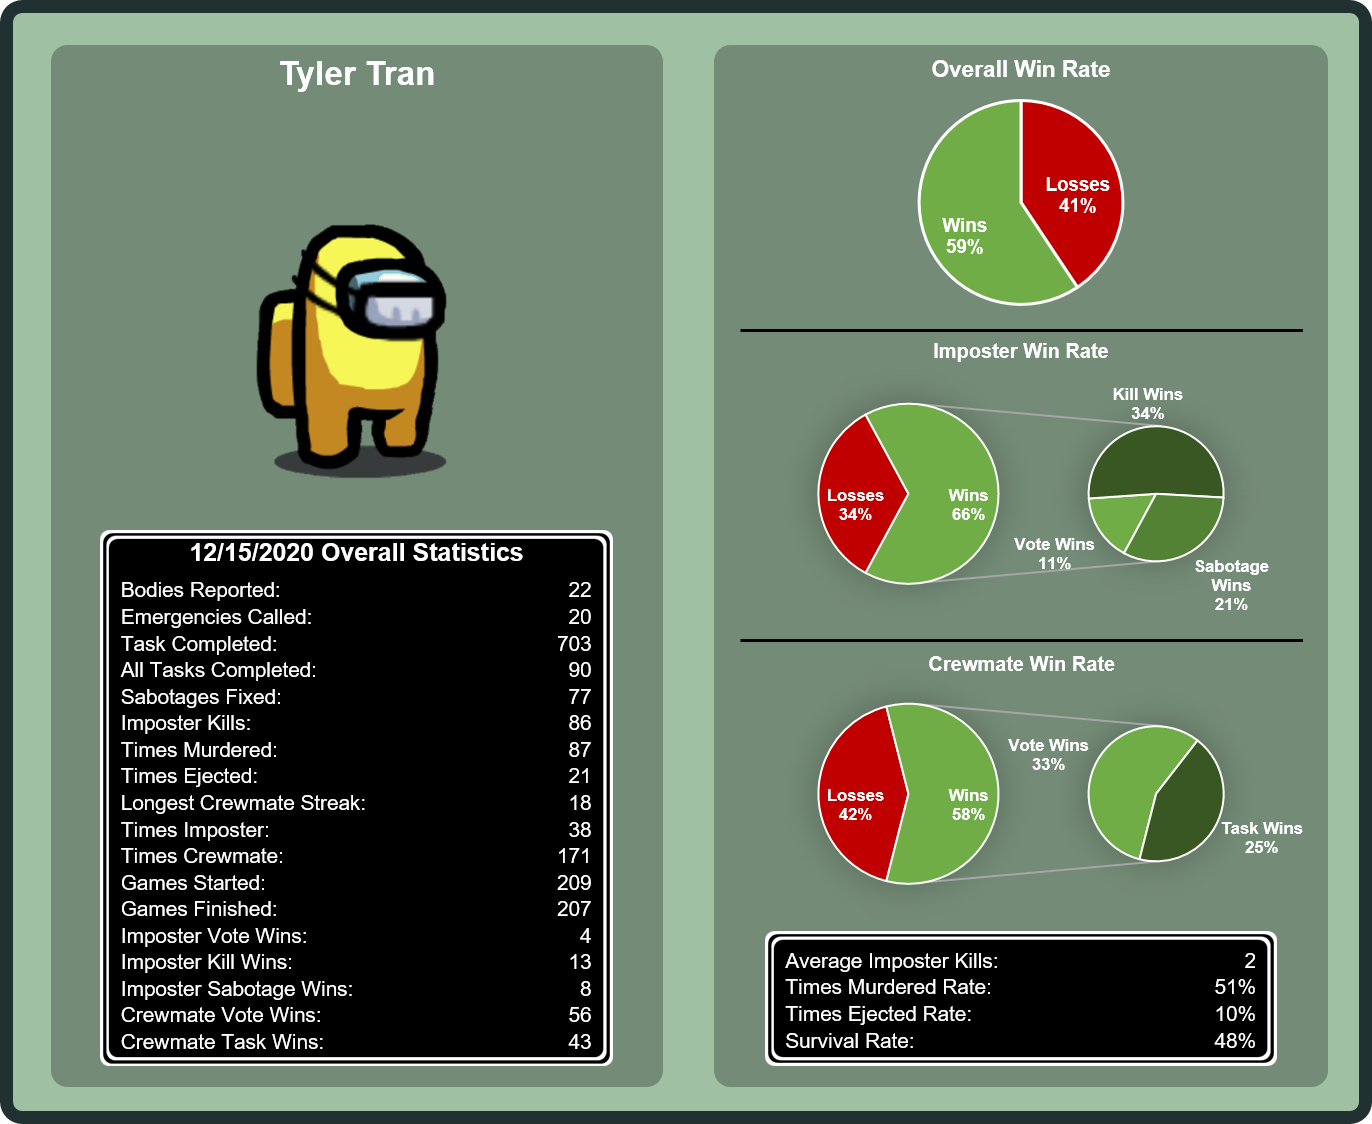 Tyler Tran
12/15/2020 Overall Statistics
Bodies Reported: 22
Emergencies Called: 20
Task Completed: 703
All Tasks Completed: 90
Sabotages Fixed: 77
Imposter Kills: 86
Times Murdered: 87
Times Ejected: 21
Longest Crewmate Streak: 18
Times Imposter: 38
Times Crewmate: 171
Games Started: 209
Games Finished: 207
Imposter Vote Wins: 4
Imposter Kill Wins: 13
Imposter Sabotage Wins: 8
Crewmate Vote Wins: 56
Crewmate Task Wins: 43
Overall Win Rate
Losses
41%
Wins
59%
Imposter Win Rate
Kill Wins
34%
Losses
34%
Wins
66%
Vote Wins
11%
Sabotage
Wins
21%
Crewmate Win Rate
Vote Wins
33%
Losses
42%
Wins
58%
Task Wins
25%
Average Imposter Kills: 2
Times Murdered Rate: 51%
Times Ejected Rate: 10%
Survival Rate: 48%